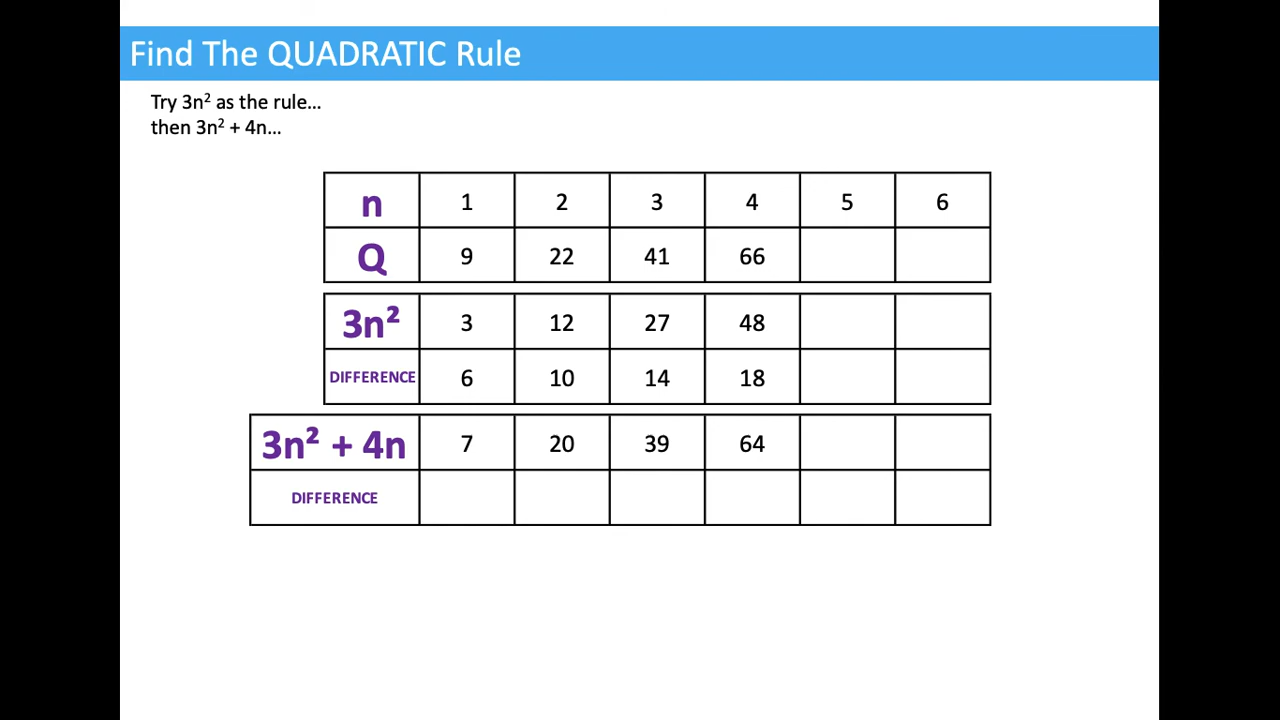 Find The QUADRATIC Rule
Try 3n² as the rule...
then 3n² + 4n...
n 1 2 3 4 5 6
Q 9 22 41 66
3n² 3 12 27 48
DIFFERENCE 6 10 14 18
3n² + 4n 7 20 39 64
DIFFERENCE